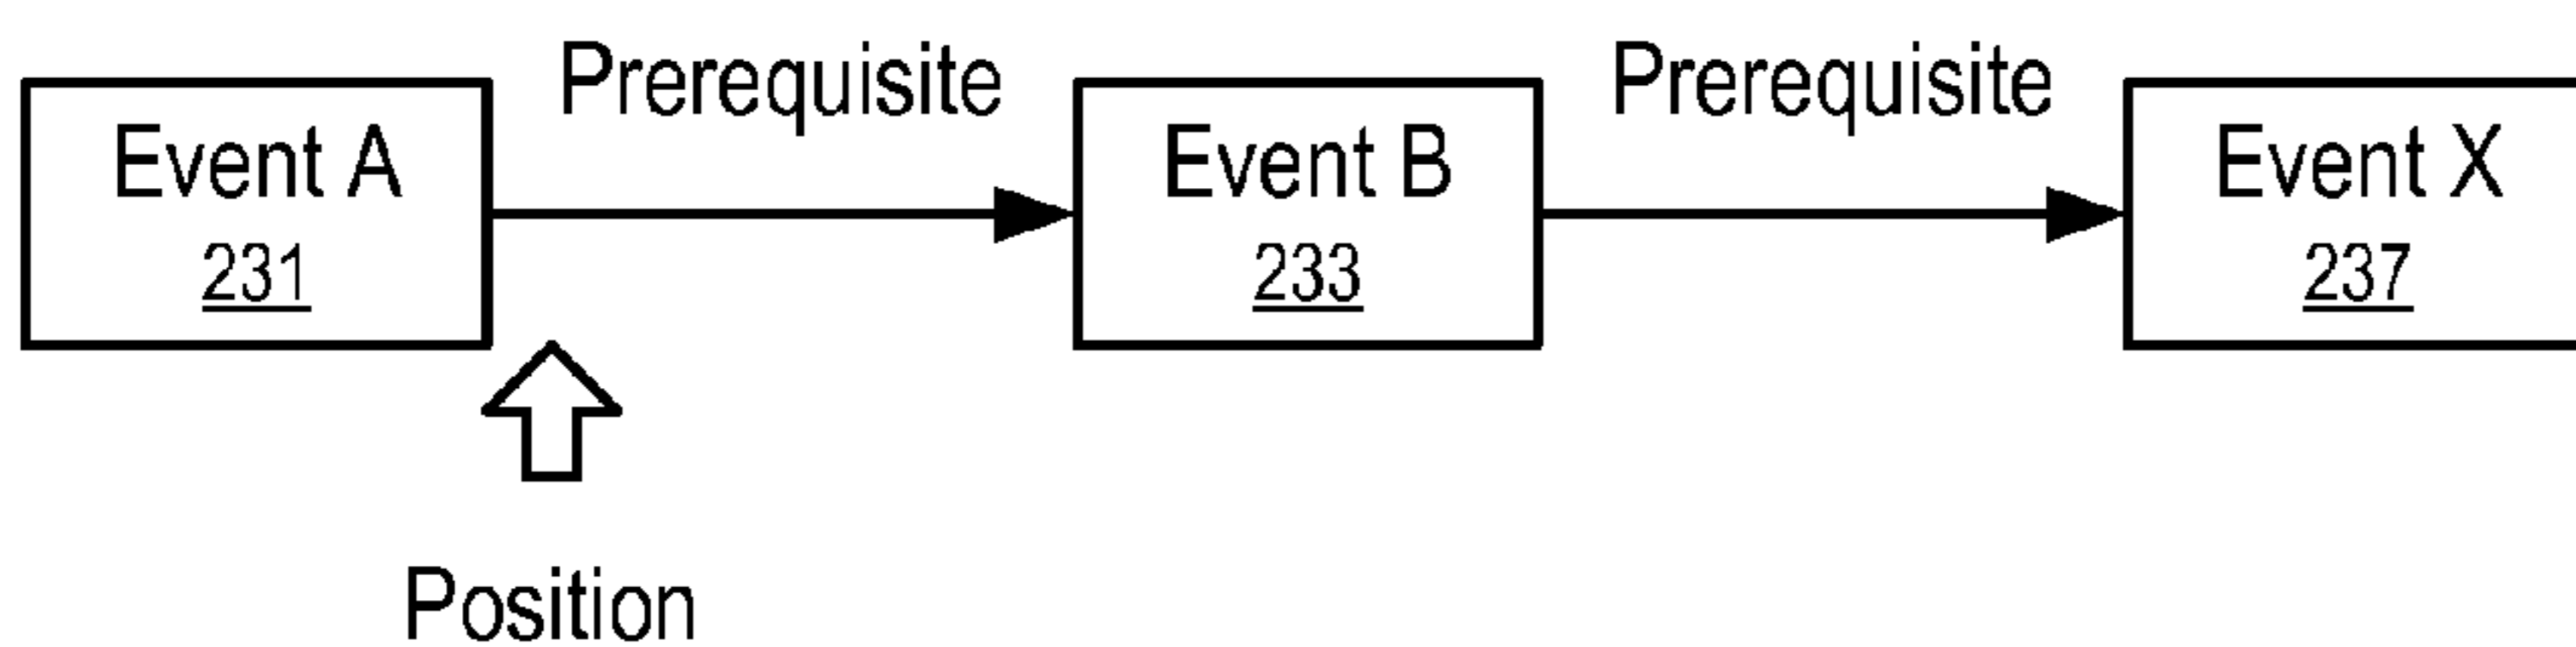 Prerequisite
Prerequisite
Event A
231
Event B
233
Event X
237
Position